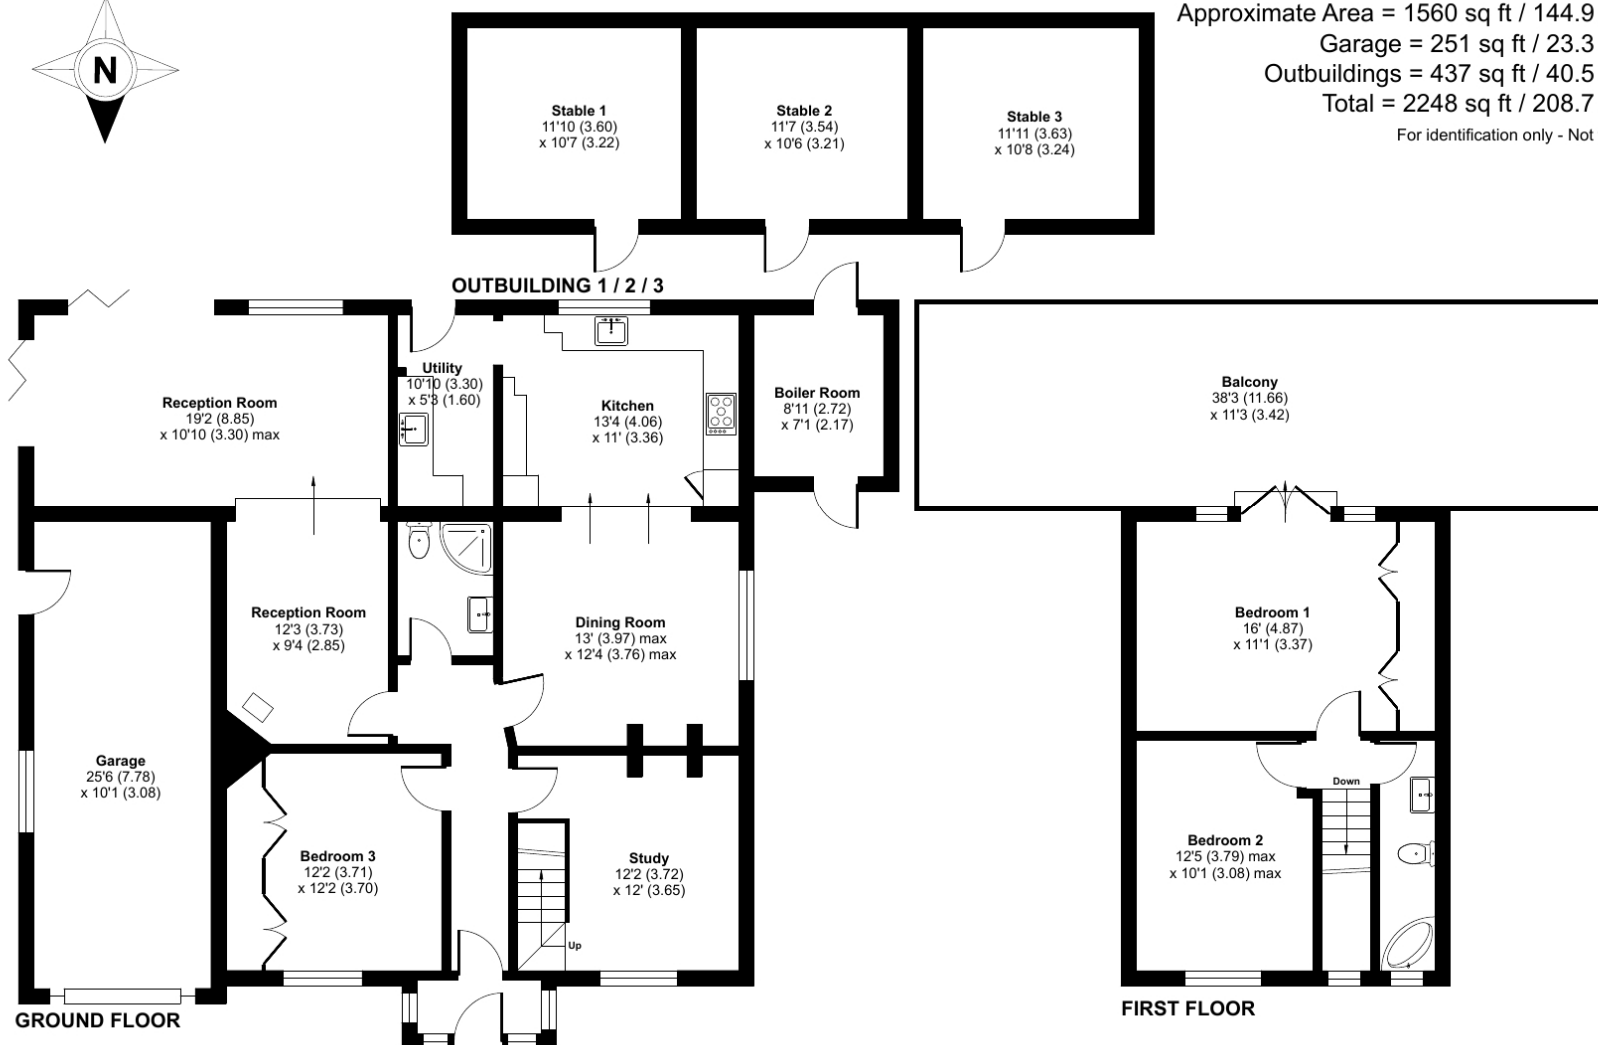 N
Approximate Area = 1560 sq ft / 144.9
Garage = 251 sq ft / 23.3
Outbuildings = 437 sq ft / 40.5
Total = 2248 sq ft / 208.7
For identification only - Not
Stable 1
11'10 (3.60)
x 10'7 (3.22)
Stable 2
11'7 (3.54)
x 10'6 (3.21)
Stable 3
11'11 (3.63)
x 10'8 (3.24)
OUTBUILDING 1 / 2 / 3
Reception Room
19'2 (8.85)
x 10'10 (3.30) max
Utility
10'10 (3.30)
x 5'3 (1.60)
Kitchen
13'4 (4.06)
x 11' (3.36)
Boiler Room
8'11 (2.72)
x 7'1 (2.17)
Balcony
38'3 (11.66)
x 11'3 (3.42)
Reception Room
12'3 (3.73)
x 9'4 (2.85)
Dining Room
13' (3.97) max
x 12'4 (3.76) max
Bedroom 1
16' (4.87)
x 11'1 (3.37)
Garage
25'6 (7.78)
x 10'1 (3.08)
Bedroom 3
12'2 (3.71)
x 12'2 (3.70)
Study
12'2 (3.72)
x 12' (3.65)
Up
Down
Bedroom 2
12'5 (3.79) max
x 10'1 (3.08) max
GROUND FLOOR
FIRST FLOOR